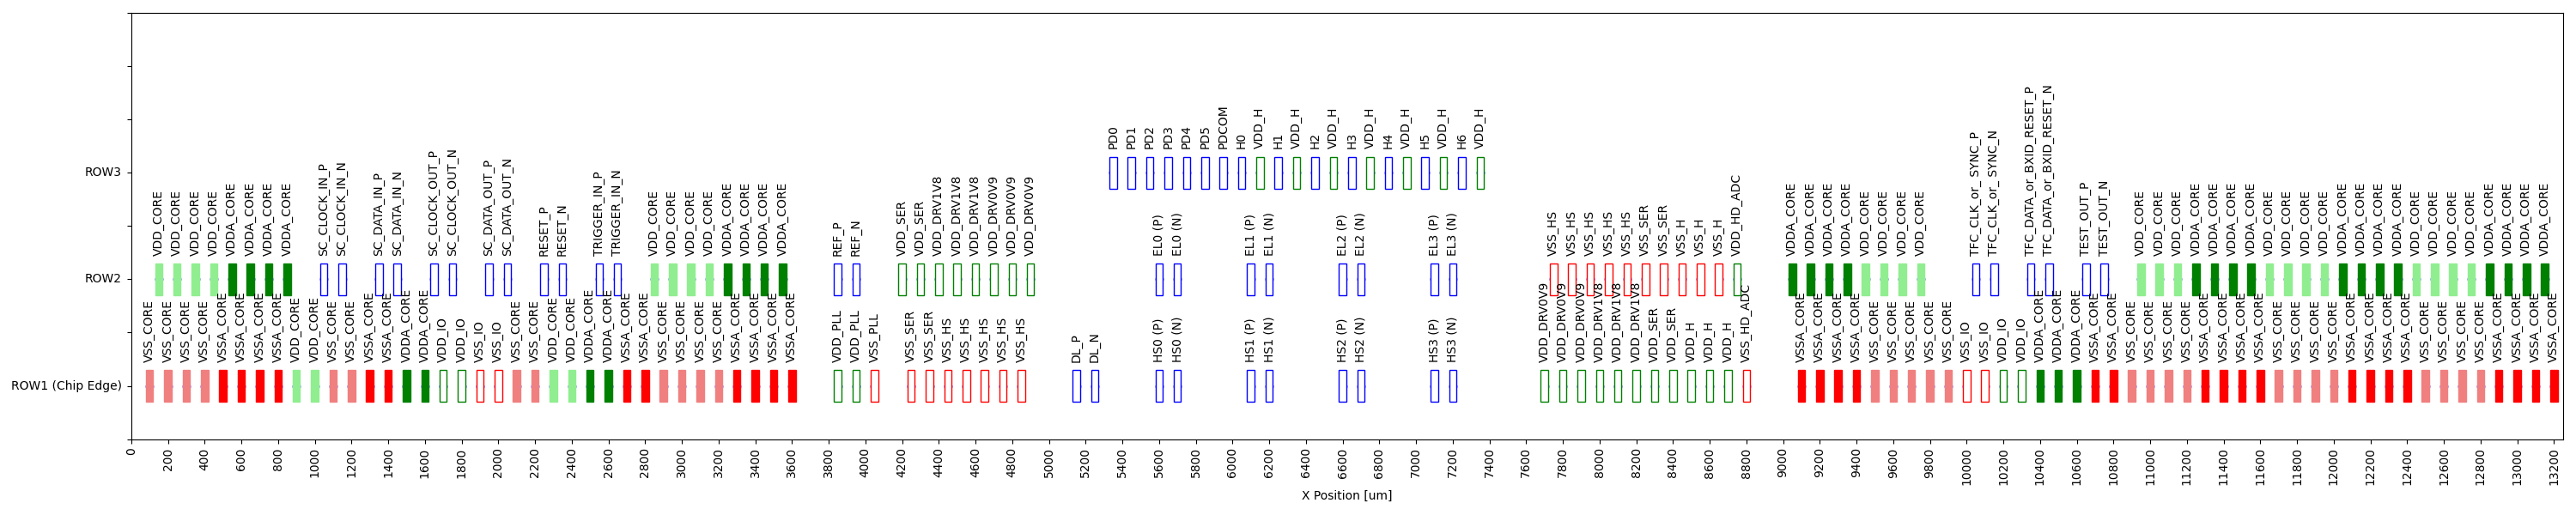 ROW3 PD0 PD1 PD2 PD3 PD4 PD5 PDCOM H0 VDD_H H1 VDD_H H2 VDD_H H3 VDD_H H4 VDD_H H5 VDD_H H6 VDD_H
ROW2 VDD_CORE VDD_CORE VDD_CORE VDD_CORE VDDA_CORE VDDA_CORE VDDA_CORE VDDA_CORE SC_CLOCK_IN_P SC_CLOCK_IN_N SC_DATA_IN_P SC_DATA_IN_N SC_CLOCK_OUT_P SC_CLOCK_OUT_N SC_DATA_OUT_P SC_DATA_OUT_N RESET_P RESET_N TRIGGER_IN_P TRIGGER_IN_N VDD_CORE VDD_CORE VDD_CORE VDD_CORE VDDA_CORE VDDA_CORE VDDA_CORE VDDA_CORE REF_P REF_N VDD_SER VDD_SER VDD_DRV1V8 VDD_DRV1V8 VDD_DRV1V8 VDD_DRV0V9 VDD_DRV0V9 VDD_DRV0V9 EL0 (P) EL0 (N) EL1 (P) EL1 (N) EL2 (P) EL2 (N) EL3 (P) EL3 (N) VSS_HS VSS_HS VSS_HS VSS_HS VSS_HS VSS_SER VSS_SER VSS_H VSS_H VSS_H VDD_HD_ADC VDDA_CORE VDDA_CORE VDDA_CORE VDDA_CORE VDD_CORE VDD_CORE VDD_CORE VDD_CORE TFC_CLK_or_ SYNC_P TFC_CLK_or_ SYNC_N TFC_DATA_or_BXID_RESET_P TFC_DATA_or_BXID_RESET_N TEST_OUT_P TEST_OUT_N VDD_CORE VDD_CORE VDD_CORE VDDA_CORE VDDA_CORE VDDA_CORE VDDA_CORE VDD_CORE VDD_CORE VDD_CORE VDD_CORE VDDA_CORE VDDA_CORE VDDA_CORE VDDA_CORE VDD_CORE VDD_CORE VDD_CORE VDD_CORE VDDA_CORE VDDA_CORE VDDA_CORE VDDA_CORE
ROW1 (Chip Edge) VSS_CORE VSS_CORE VSS_CORE VSS_CORE VSSA_CORE VSSA_CORE VSSA_CORE VSSA_CORE VDD_CORE VDD_CORE VSS_CORE VSS_CORE VSSA_CORE VSSA_CORE VDDA_CORE VDDA_CORE VDD_IO VDD_IO VSS_IO VSS_IO VSS_CORE VSS_CORE VDD_CORE VDD_CORE VDDA_CORE VDDA_CORE VSSA_CORE VSSA_CORE VSS_CORE VSS_CORE VSS_CORE VSS_CORE VSSA_CORE VSSA_CORE VSSA_CORE VSSA_CORE VDD_PLL VDD_PLL VSS_PLL VSS_SER VSS_SER VSS_HS VSS_HS VSS_HS VSS_HS VSS_HS DL_P DL_N HS0 (P) HS0 (N) HS1 (P) HS1 (N) HS2 (P) HS2 (N) HS3 (P) HS3 (N) VDD_DRV0V9 VDD_DRV0V9 VDD_DRV0V9 VDD_DRV1V8 VDD_DRV1V8 VDD_DRV1V8 VDD_SER VDD_SER VDD_H VDD_H VDD_H VSS_HD_ADC VSSA_CORE VSSA_CORE VSSA_CORE VSSA_CORE VSS_CORE VSS_CORE VSS_CORE VSS_CORE VSS_CORE VSS_IO VSS_IO VDD_IO VDD_IO VDDA_CORE VDDA_CORE VDDA_CORE VSSA_CORE VSSA_CORE VSS_CORE VSS_CORE VSS_CORE VSS_CORE VSSA_CORE VSSA_CORE VSSA_CORE VSSA_CORE VSS_CORE VSS_CORE VSS_CORE VSS_CORE VSSA_CORE VSSA_CORE VSSA_CORE VSSA_CORE VSS_CORE VSS_CORE VSS_CORE VSS_CORE VSSA_CORE VSSA_CORE VSSA_CORE VSSA_CORE
0 200 400 600 800 1000 1200 1400 1600 1800 2000 2200 2400 2600 2800 3000 3200 3400 3600 3800 4000 4200 4400 4600 4800 5000 5200 5400 5600 5800 6000 6200 6400 6600 6800 7000 7200 7400 7600 7800 8000 8200 8400 8600 8800 9000 9200 9400 9600 9800 10000 10200 10400 10600 10800 11000 11200 11400 11600 11800 12000 12200 12400 12600 12800 13000 13200
X Position [um]